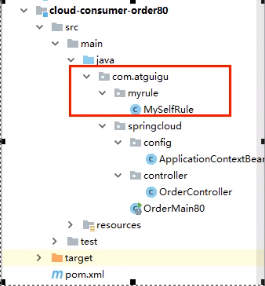 cloud-consumer-order80
src
main
java
com.atguigu
myrule
MySelfRule
springcloud
config
ApplicationContextBean
controller
OrderController
OrderMain80
resources
test
target
pom.xml